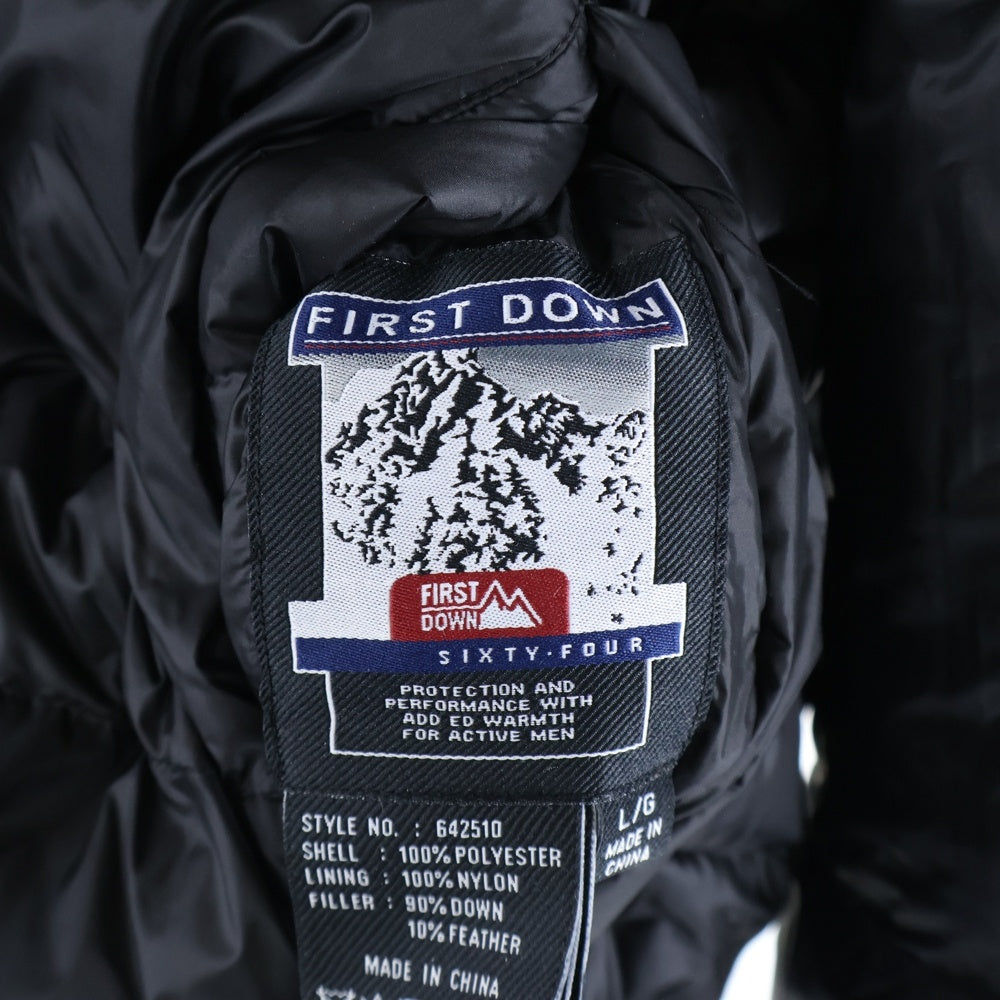 FIRST DOWN
FIRST
DOWN
SIXTY·FOUR
PROTECTION AND
PERFORMANCE WITH
ADD ED WARMTH
FOR ACTIVE MEN
STYLE NO. : 642510
SHELL : 100% POLYESTER
LINING : 100% NYLON
FILLER : 90% DOWN
10% FEATHER
MADE IN CHINA
L/G
MADE IN
CHINA